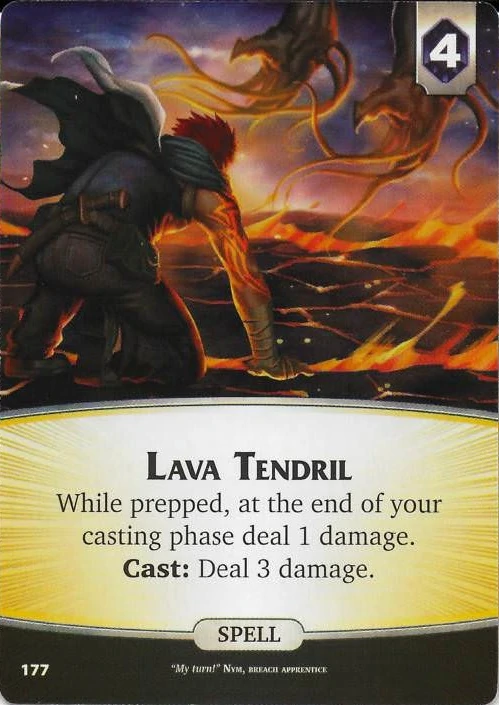 4
LAVA TENDRIL
While prepped, at the end of your
casting phase deal 1 damage.
Cast: Deal 3 damage.
SPELL
177
"My turn!" NYM, BREACH APPRENTICE